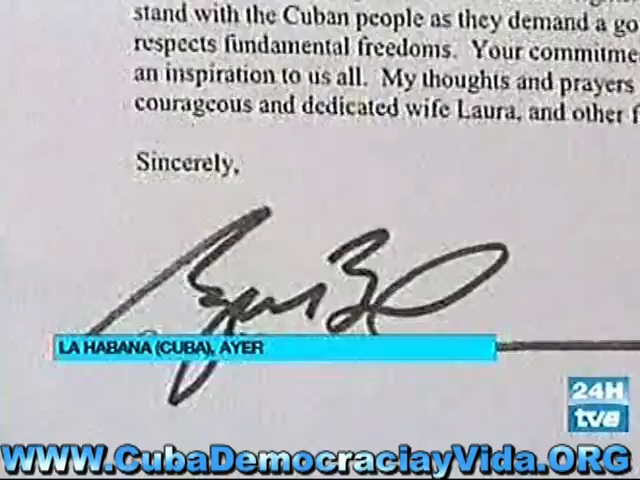 stand with the Cuban people as they demand a go
respects fundamental freedoms. Your commitme
an inspiration to us all. My thoughts and prayers
courageous and dedicated wife Laura, and other f
Sincerely,
LA HABANA (CUBA), AYER
24H
tve
WWW.CubaDemocraciayVida.ORG